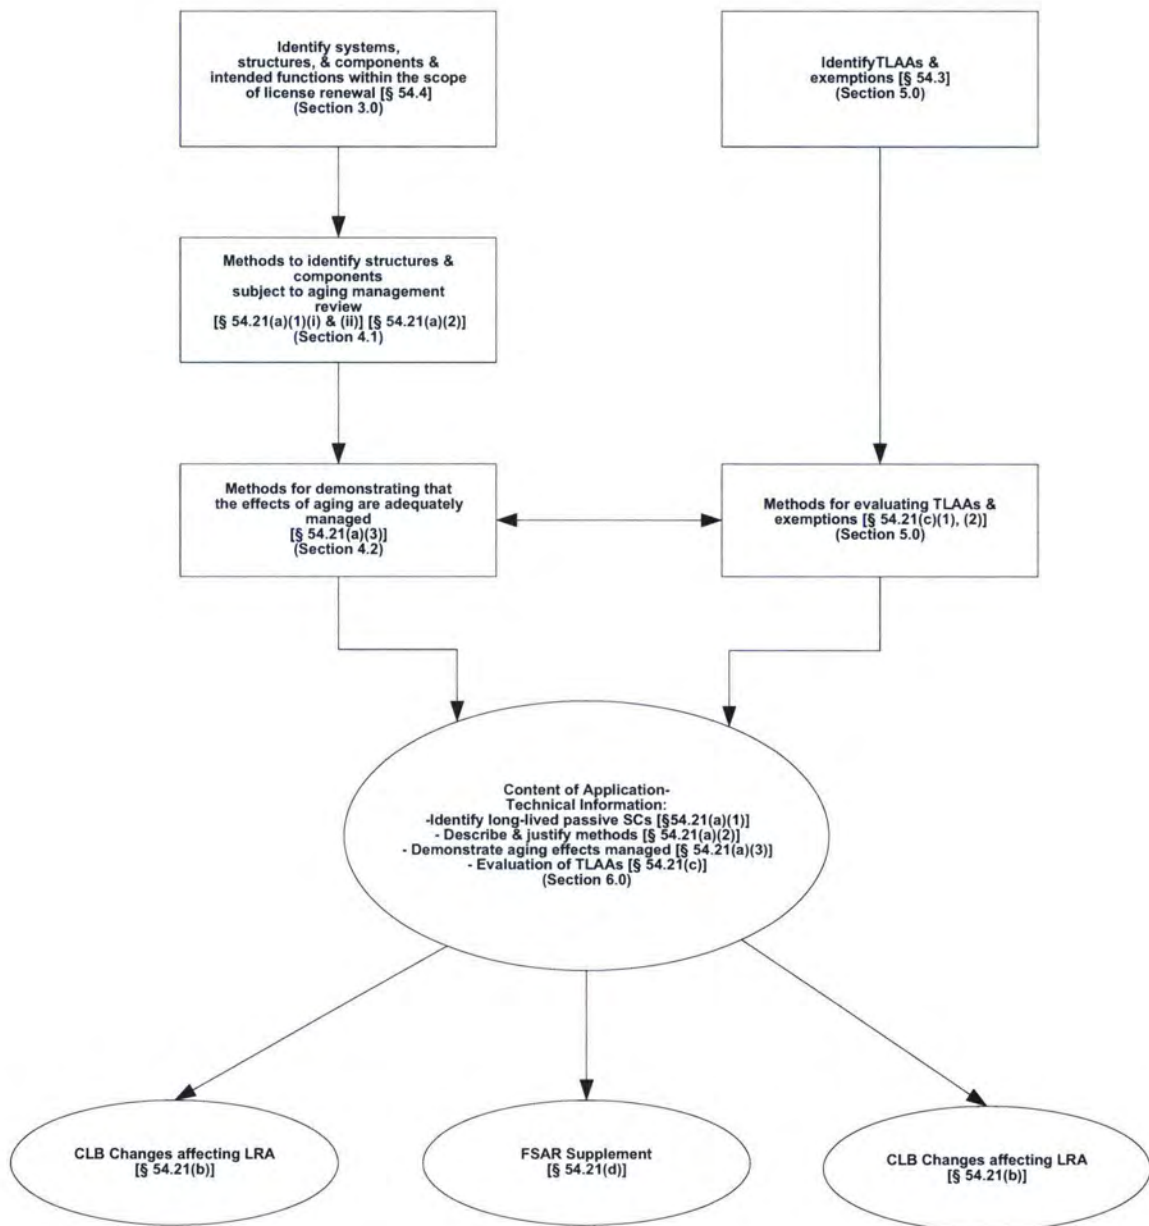 Identify systems,
structures, & components &
intended functions within the scope
of license renewal [§ 54.4]
(Section 3.0)
IdentifyTLAAs &
exemptions [§ 54.3]
(Section 5.0)
Methods to identify structures &
components
subject to aging management
review
[§ 54.21(a)(1)(i) & (ii)] [§ 54.21(a)(2)]
(Section 4.1)
Methods for demonstrating that
the effects of aging are adequately
managed
[§ 54.21(a)(3)]
(Section 4.2)
Methods for evaluating TLAAs &
exemptions [§ 54.21(c)(1), (2)]
(Section 5.0)
Content of Application-
Technical Information:
-Identify long-lived passive SCs [§54.21(a)(1)]
- Describe & justify methods [§ 54.21(a)(2)]
- Demonstrate aging effects managed [§ 54.21(a)(3)]
- Evaluation of TLAAs [§ 54.21(c)]
(Section 6.0)
CLB Changes affecting LRA
[§ 54.21(b)]
FSAR Supplement
[§ 54.21(d)]
CLB Changes affecting LRA
[§ 54.21(b)]